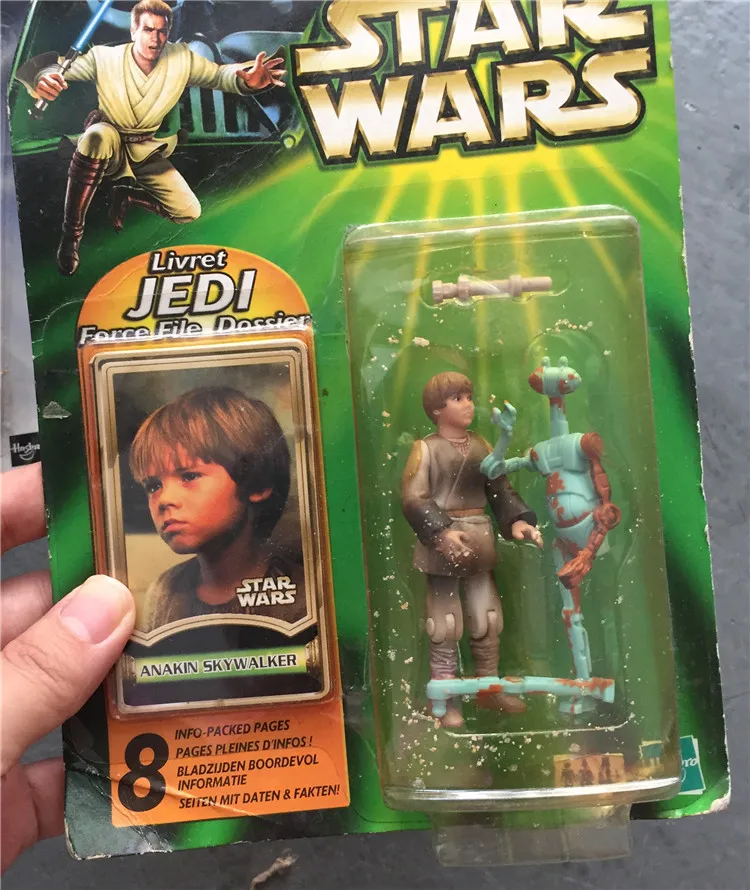 STAR
WARS
Livret
JEDI
Force File Dossier
STAR
WARS
ANAKIN SKYWALKER
8
INFO-PACKED PAGES
PAGES PLEINES D'INFOS !
BLADZIJDEN BOORDEVOL
INFORMATIE
SEITEN MIT DATEN & FAKTEN!
Hasbro